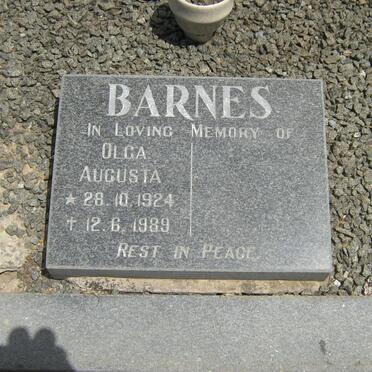 BARNES
IN LOVING MEMORY OF
OLGA
AUGUSTA
* 28.10.1924
† 12.6.1989
REST IN PEACE